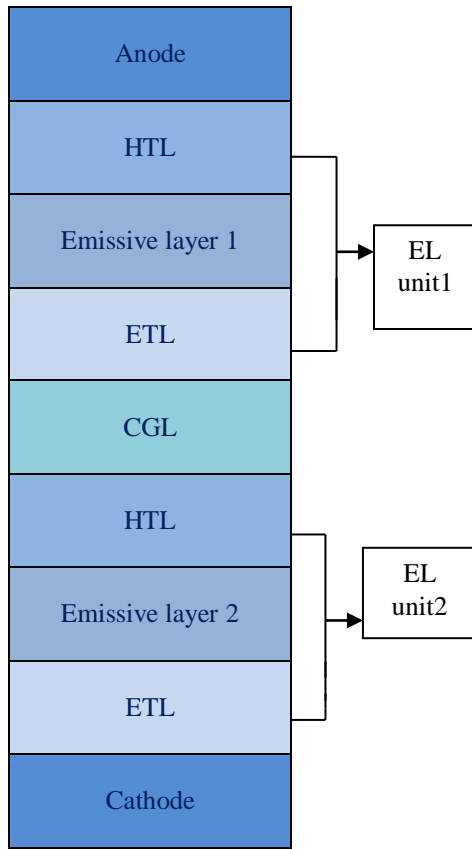 Anode
HTL
Emissive layer 1
EL
unit1
ETL
CGL
HTL
Emissive layer 2
EL
unit2
ETL
Cathode